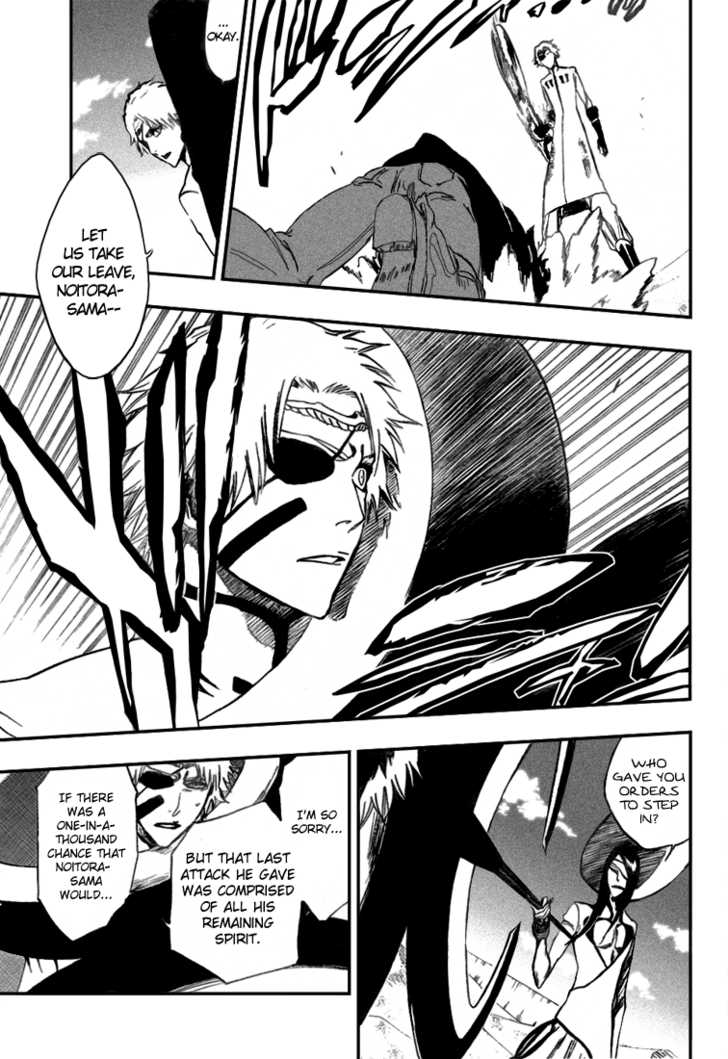 ...
OKAY.
LET
US TAKE
OUR LEAVE,
NOITORA-
SAMA--
WHO
GAVE YOU
ORDERS
TO STEP
IN?
I'M SO
SORRY...
BUT THAT LAST
ATTACK HE GAVE
WAS COMPRISED
OF ALL HIS
REMAINING
SPIRIT.
IF THERE
WAS A
ONE-IN-A-
THOUSAND
CHANCE THAT
NOITORA-
SAMA
WOULD...